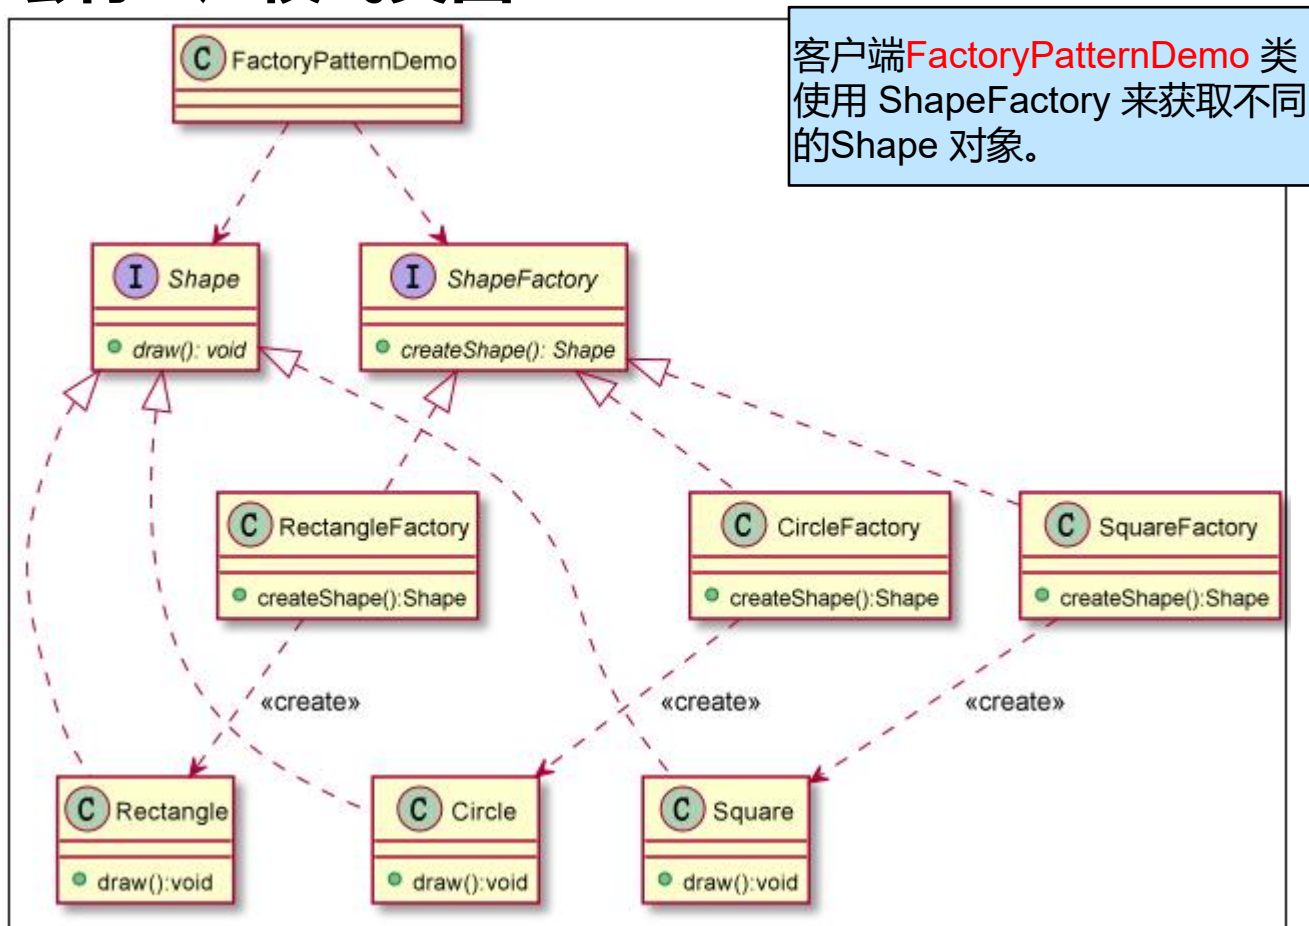 客户端FactoryPatternDemo 类
使用 ShapeFactory 来获取不同
的Shape 对象。
C FactoryPatternDemo
I Shape
draw(): void
I ShapeFactory
createShape(): Shape
C RectangleFactory
createShape():Shape
C CircleFactory
createShape():Shape
C SquareFactory
createShape():Shape
«create»
«create»
«create»
C Rectangle
draw():void
C Circle
draw():void
C Square
draw():void